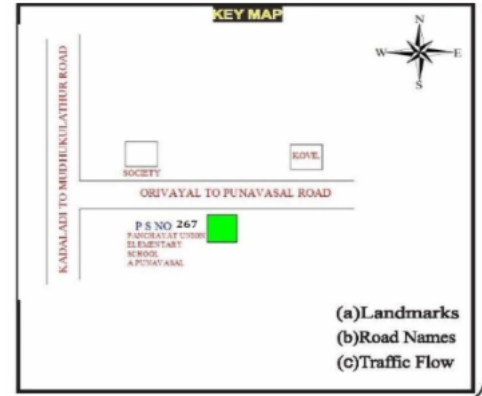 KEY MAP
N
W
E
S
KADALADI TO MUDHUKULATHUR ROAD
SOCIETY
KOVIL
ORIVAYAL TO PUNAVASAL ROAD
P S NO 267
PANCHAYAT UNION
ELEMENTARY
SCHOOL
A.PUNAVASAL
(a)Landmarks
(b)Road Names
(c)Traffic Flow